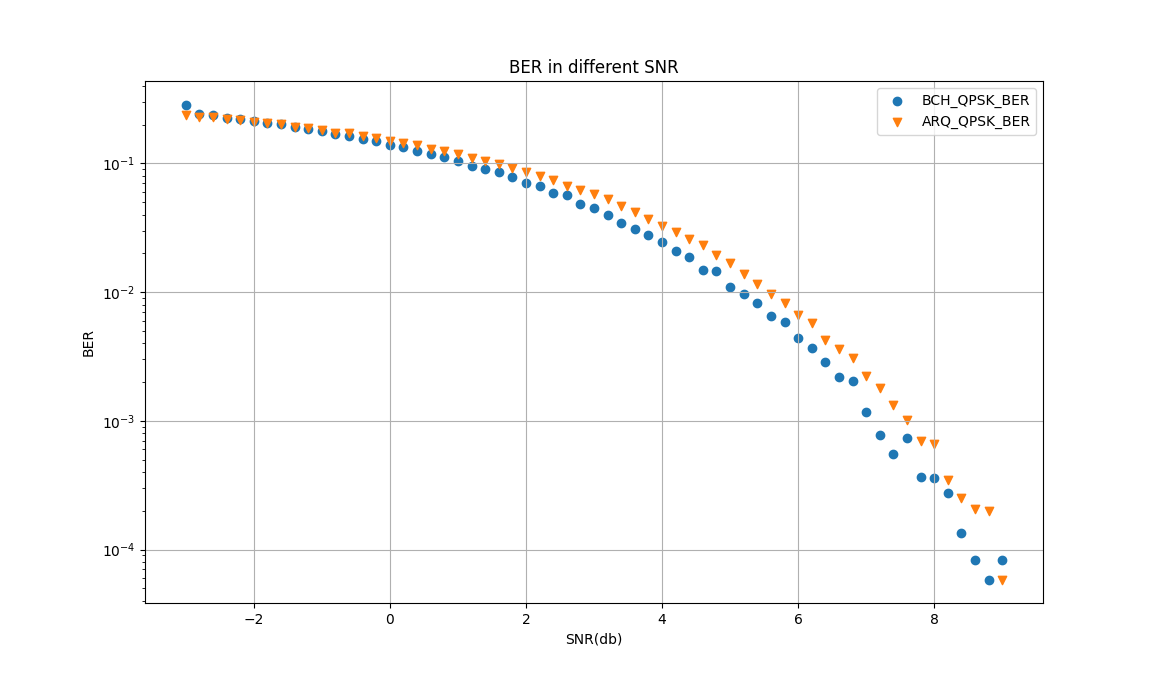 BER in different SNR
BCH_QPSK_BER
ARQ_QPSK_BER
BER
10⁻¹
10⁻²
10⁻³
10⁻⁴
−2 0 2 4 6 8
SNR(db)